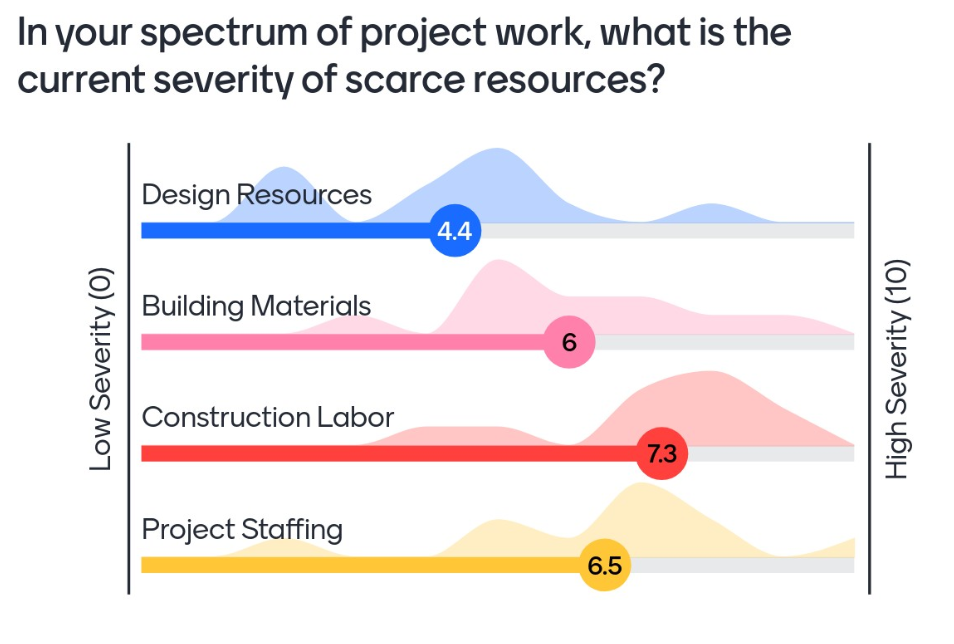 In your spectrum of project work, what is the
current severity of scarce resources?
Low Severity (0)
High Severity (10)
Design Resources
4.4
Building Materials
6
Construction Labor
7.3
Project Staffing
6.5